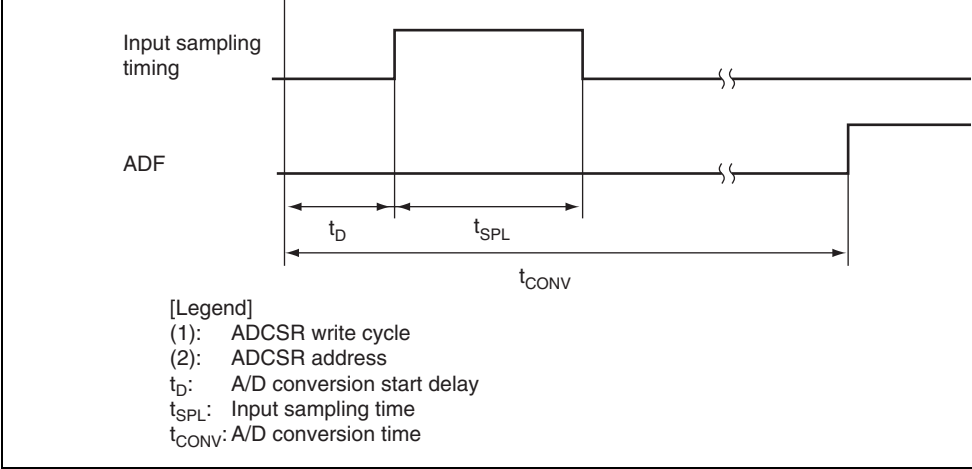 Input sampling
timing
ADF
tD
tSPL
tCONV
[Legend]
(1): ADCSR write cycle
(2): ADCSR address
tD: A/D conversion start delay
tSPL: Input sampling time
tCONV: A/D conversion time